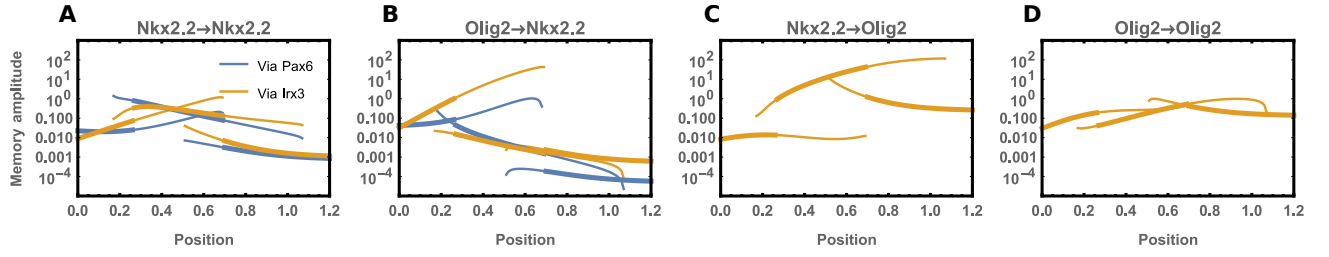 A B C D
Nkx2.2→Nkx2.2 Olig2→Nkx2.2 Nkx2.2→Olig2 Olig2→Olig2
Memory amplitude
10² 10² 10² 10²
Via Pax6
10¹ 10¹ 10¹ 10¹
Via Irx3
10⁰ 10⁰ 10⁰ 10⁰
0.100 0.100 0.100 0.100
0.010 0.010 0.010 0.010
0.001 0.001 0.001 0.001
10⁻⁴ 10⁻⁴ 10⁻⁴ 10⁻⁴
0.0 0.2 0.4 0.6 0.8 1.0 1.2 0.0 0.2 0.4 0.6 0.8 1.0 1.2 0.0 0.2 0.4 0.6 0.8 1.0 1.2 0.0 0.2 0.4 0.6 0.8 1.0 1.2
Position Position Position Position